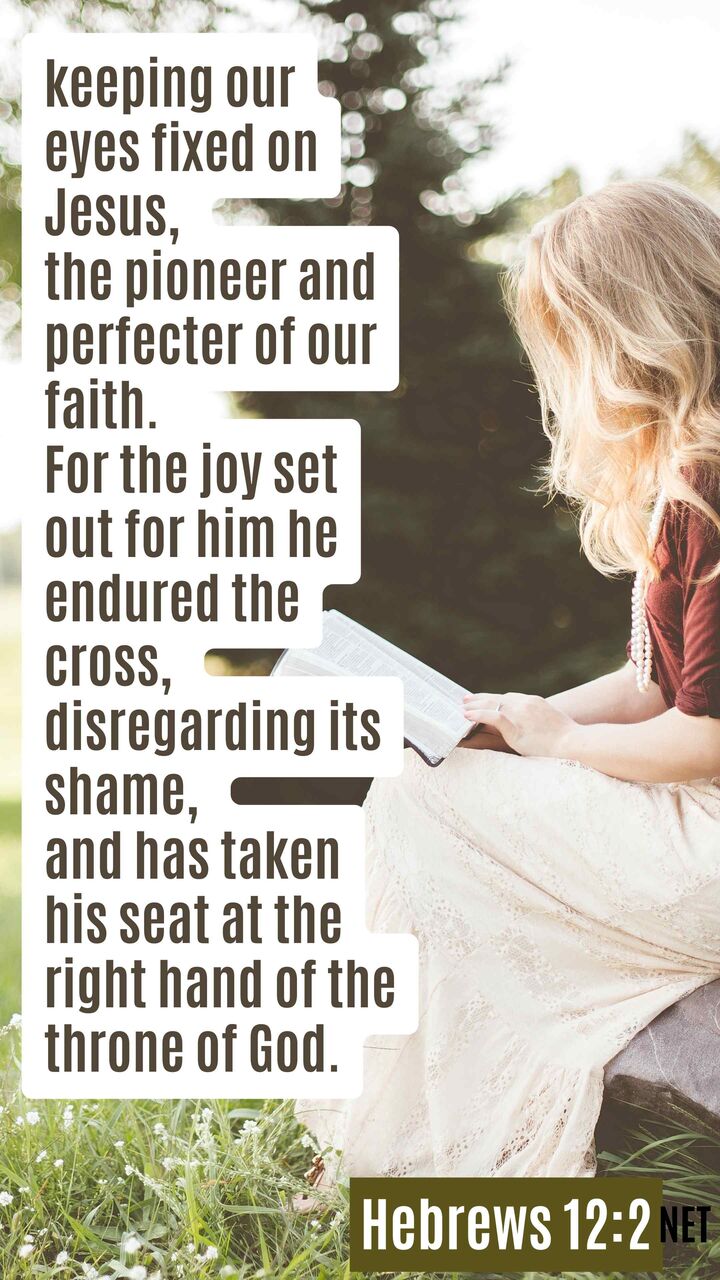 keeping our
eyes fixed on
Jesus,
the pioneer and
perfecter of our
faith.
For the joy set
out for him he
endured the
cross,
disregarding its
shame,
and has taken
his seat at the
right hand of the
throne of God.
Hebrews 12:2 NET